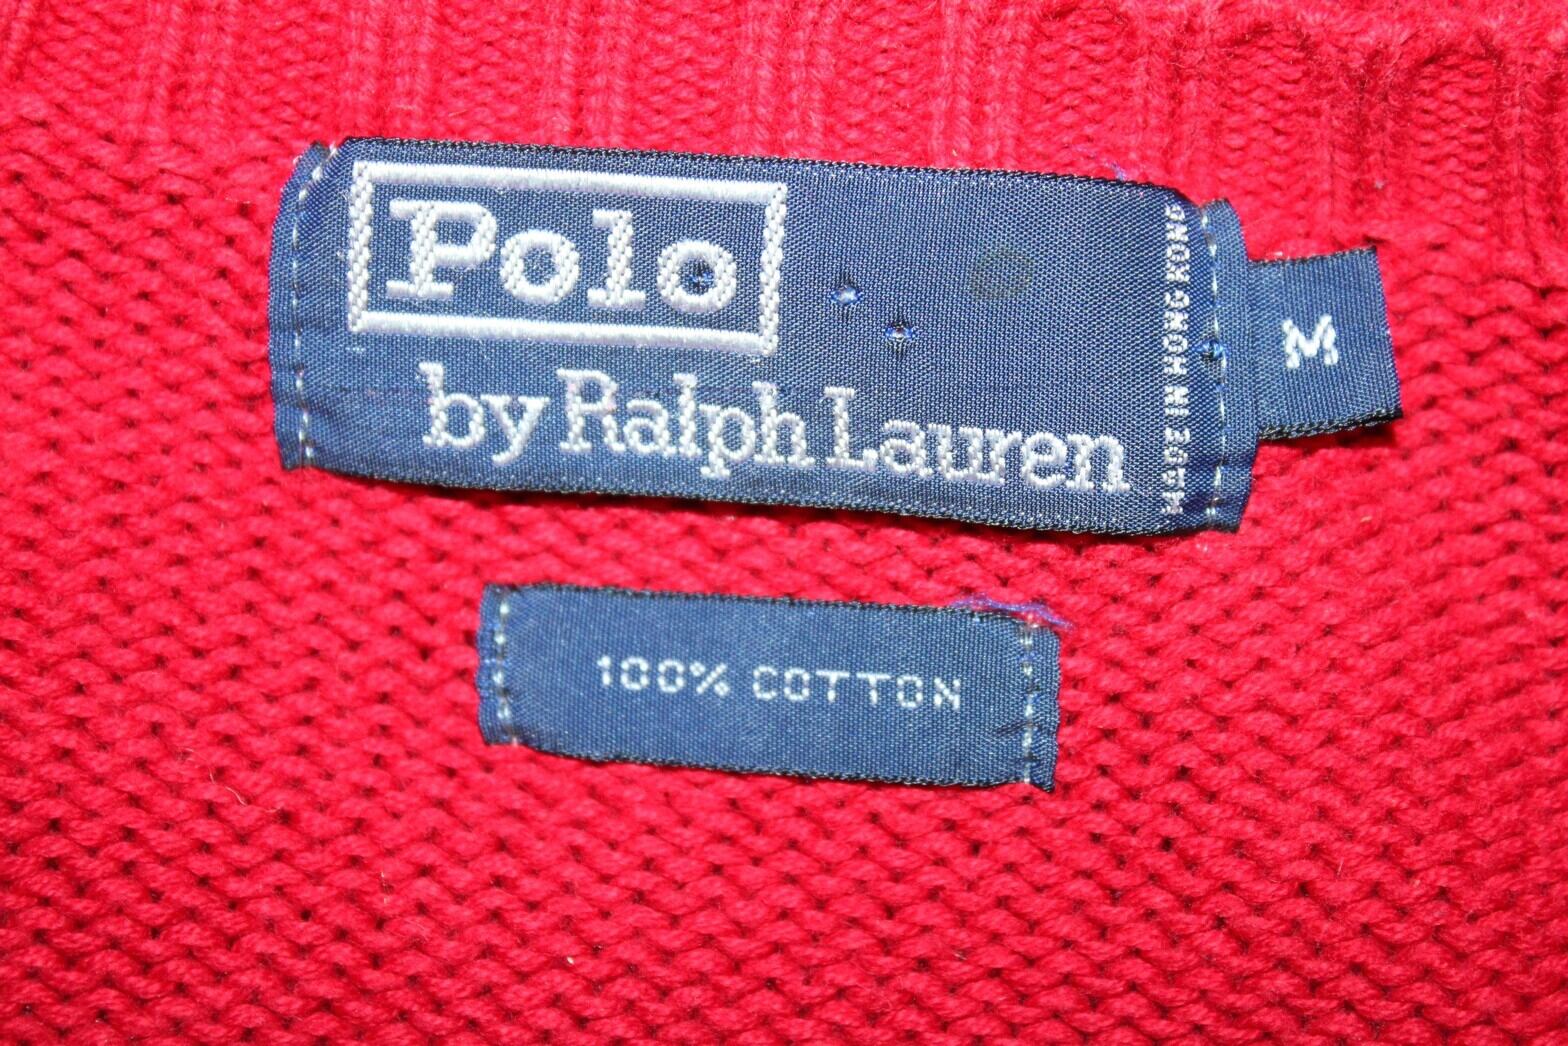 Polo
by Ralph Lauren
MADE IN HONG KONG
M
100% COTTON